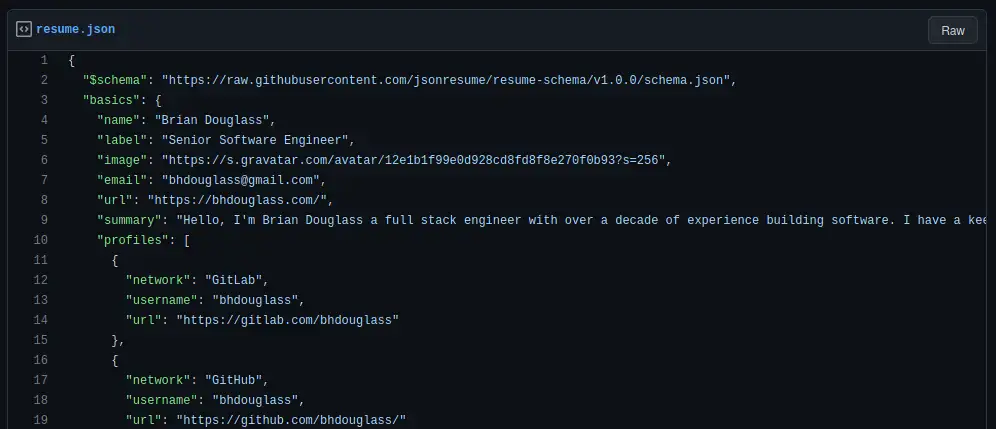 resume.json
Raw
1 {
2 "$schema": "https://raw.githubusercontent.com/jsonresume/resume-schema/v1.0.0/schema.json",
3 "basics": {
4 "name": "Brian Douglass",
5 "label": "Senior Software Engineer",
6 "image": "https://s.gravatar.com/avatar/12e1b1f99e0d928cd8fd8f8e270f0b93?s=256",
7 "email": "bhdouglass@gmail.com",
8 "url": "https://bhdouglass.com/",
9 "summary": "Hello, I'm Brian Douglass a full stack engineer with over a decade of experience building software. I have a kee
10 "profiles": [
11 {
12 "network": "GitLab",
13 "username": "bhdouglass",
14 "url": "https://gitlab.com/bhdouglass"
15 },
16 {
17 "network": "GitHub",
18 "username": "bhdouglass",
19 "url": "https://github.com/bhdouglass/"